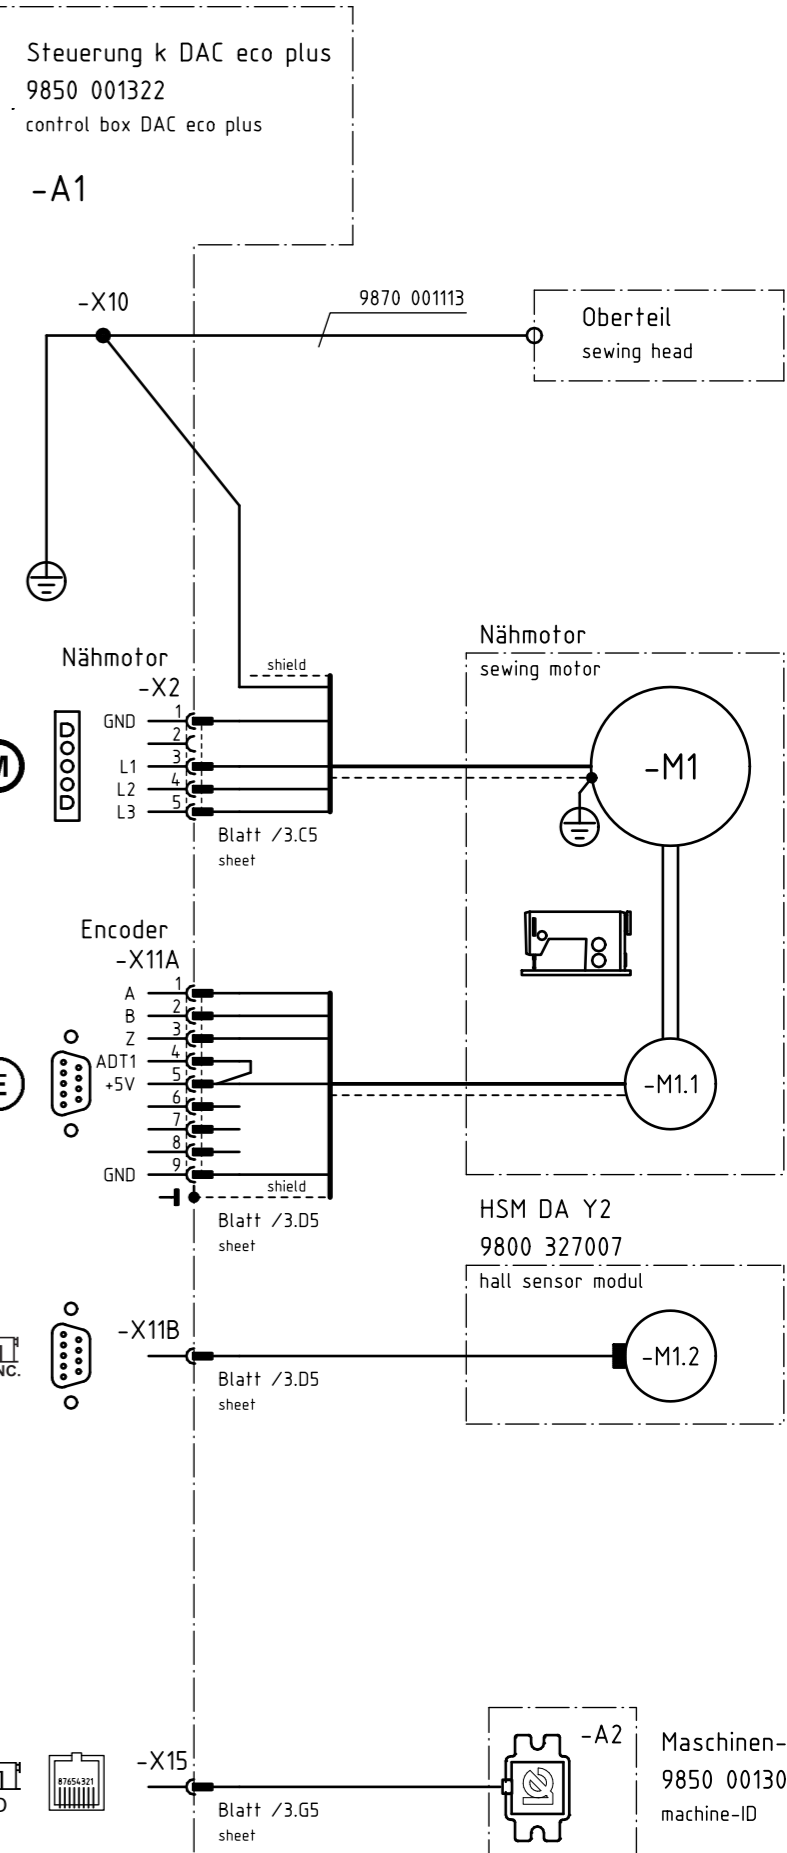 Steuerung k DAC eco plus
9850 001322
control box DAC eco plus
-A1
-X10
9870 001113
Oberteil
sewing head
Nähmotor
-X2
shield
GND 1
2
L1 3
L2 4
L3 5
Blatt /3.C5
sheet
Nähmotor
sewing motor
-M1
M
Encoder
-X11A
A 1
B 2
Z 3
ADT1 4
+5V 5
6
7
8
GND 9
shield
Blatt /3.D5
sheet
E
-M1.1
HSM DA Y2
9800 327007
hall sensor modul
-M1.2
-X11B
NC.
Blatt /3.D5
sheet
-X15
87654321
Blatt /3.G5
sheet
-A2
Maschinen-
9850 00130
machine-ID